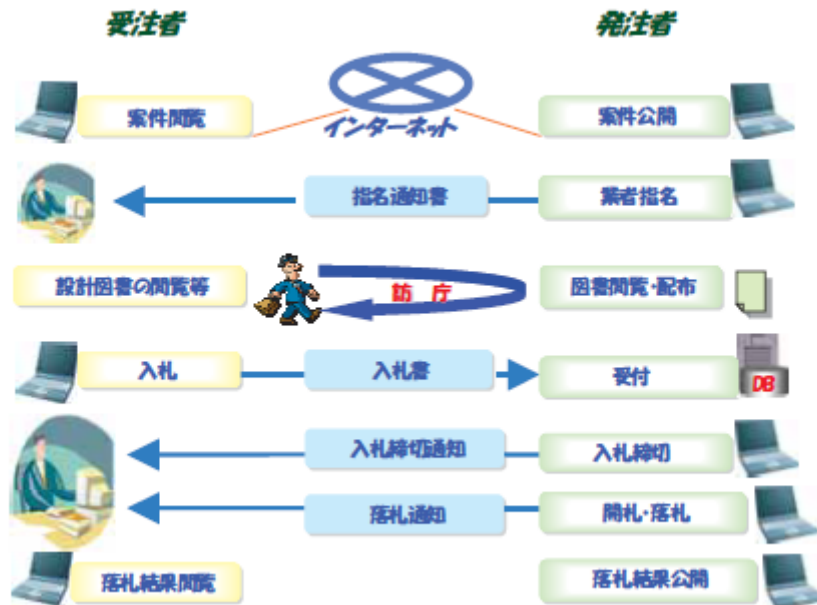 受注者
発注者
案件閲覧
インターネット
案件公開
指名通知書
業者指名
設計図書の閲覧等
訪 庁
図書閲覧・配布
入札
入札書
受付
DB
入札締切通知
入札締切
落札通知
開札・落札
落札結果閲覧
落札結果公開